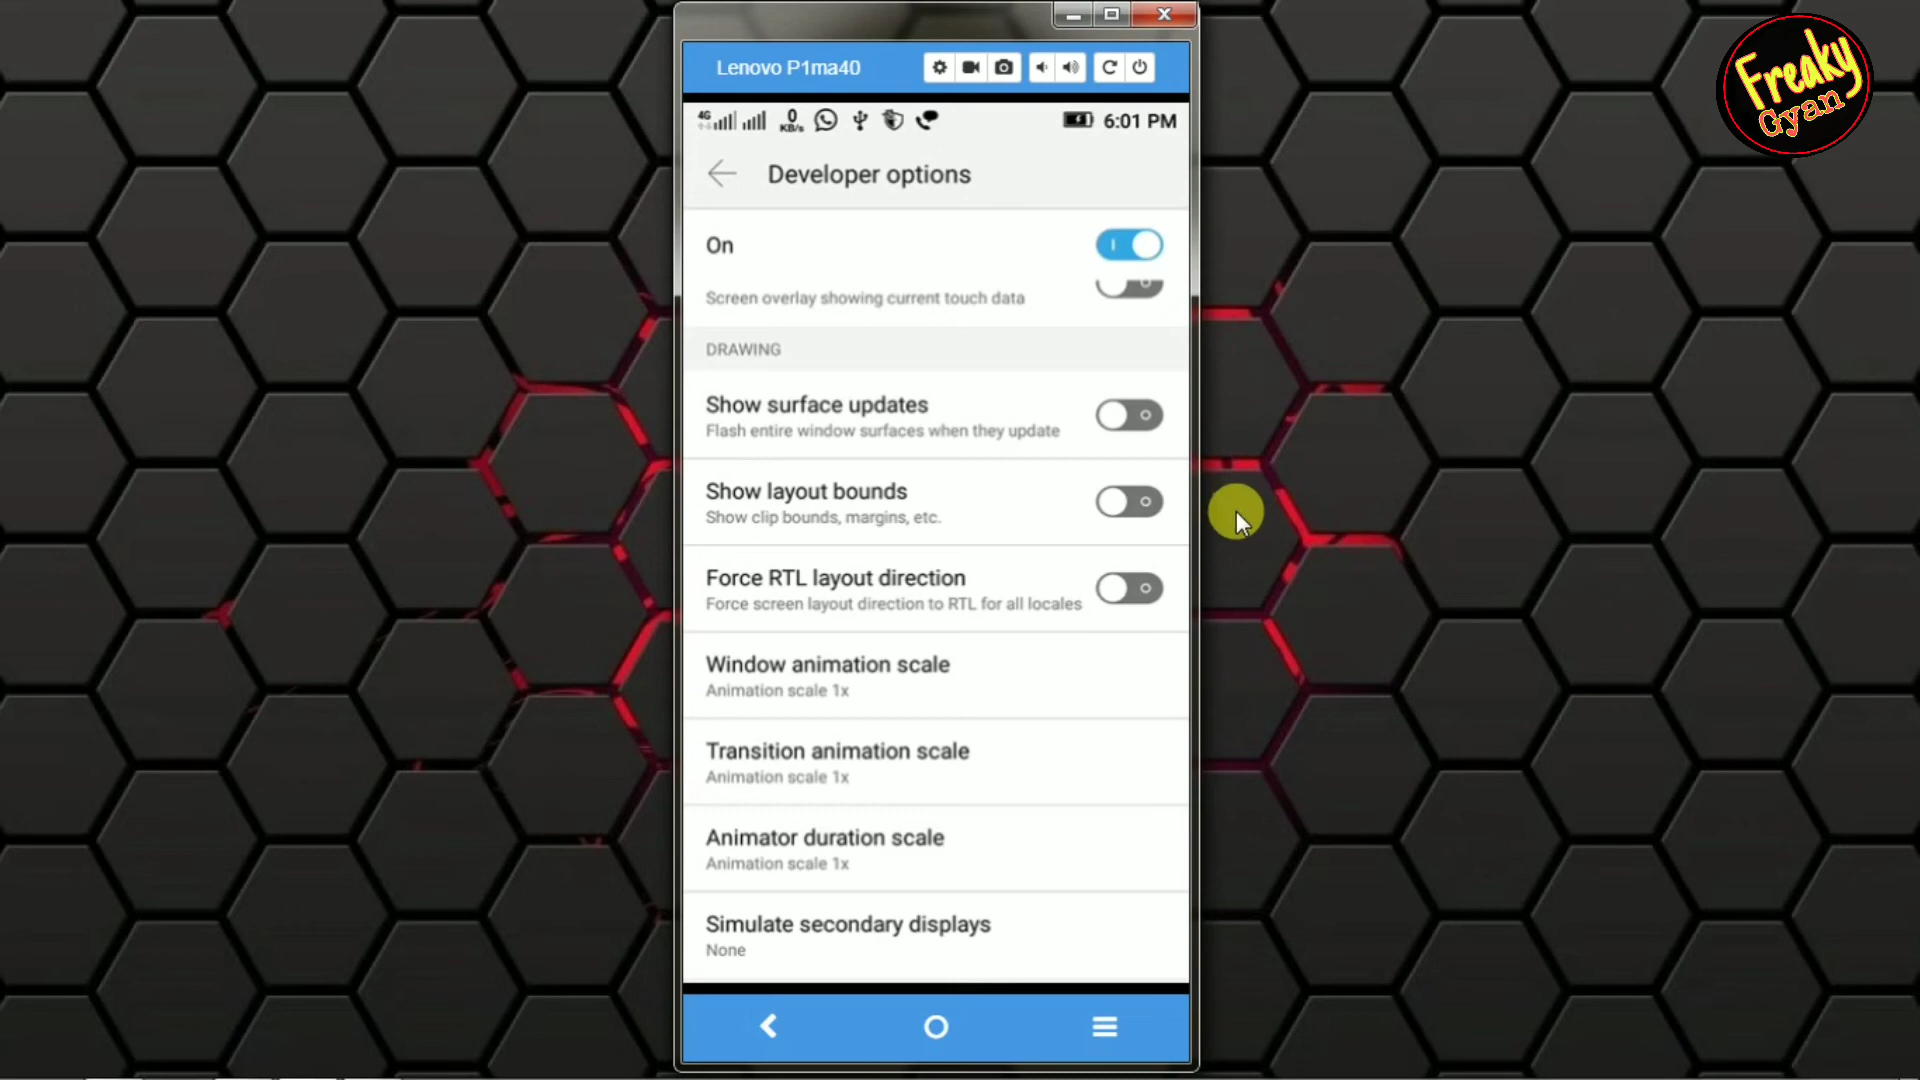 Freaky
Gyan
Lenovo P1ma40
4G
0
KB/s
6:01 PM
Developer options
On
Screen overlay showing current touch data
DRAWING
Show surface updates
Flash entire window surfaces when they update
Show layout bounds
Show clip bounds, margins, etc.
Force RTL layout direction
Force screen layout direction to RTL for all locales
Window animation scale
Animation scale 1x
Transition animation scale
Animation scale 1x
Animator duration scale
Animation scale 1x
Simulate secondary displays
None